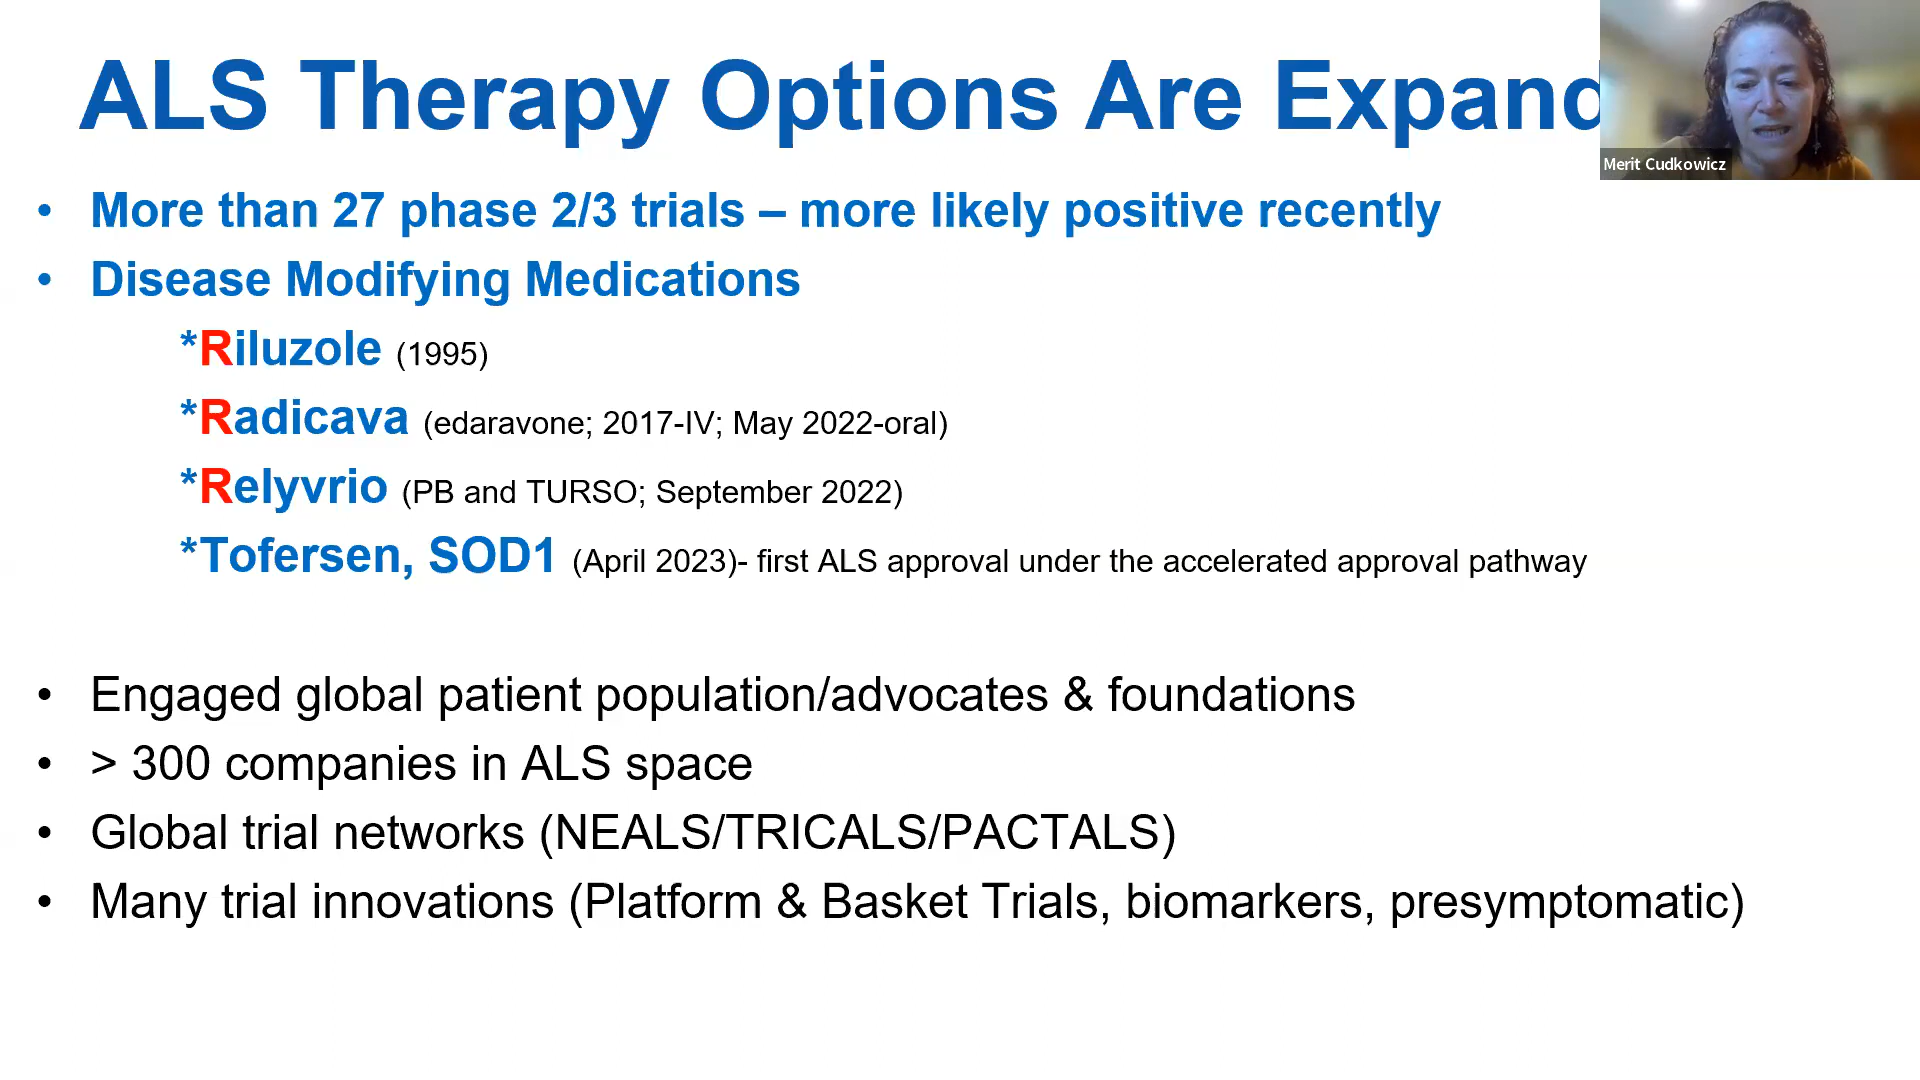 ALS Therapy Options Are Expand
Merit Cudkowicz
• More than 27 phase 2/3 trials – more likely positive recently
• Disease Modifying Medications
*Riluzole (1995)
*Radicava (edaravone; 2017-IV; May 2022-oral)
*Relyvrio (PB and TURSO; September 2022)
*Tofersen, SOD1 (April 2023)- first ALS approval under the accelerated approval pathway
• Engaged global patient population/advocates & foundations
• > 300 companies in ALS space
• Global trial networks (NEALS/TRICALS/PACTALS)
• Many trial innovations (Platform & Basket Trials, biomarkers, presymptomatic)